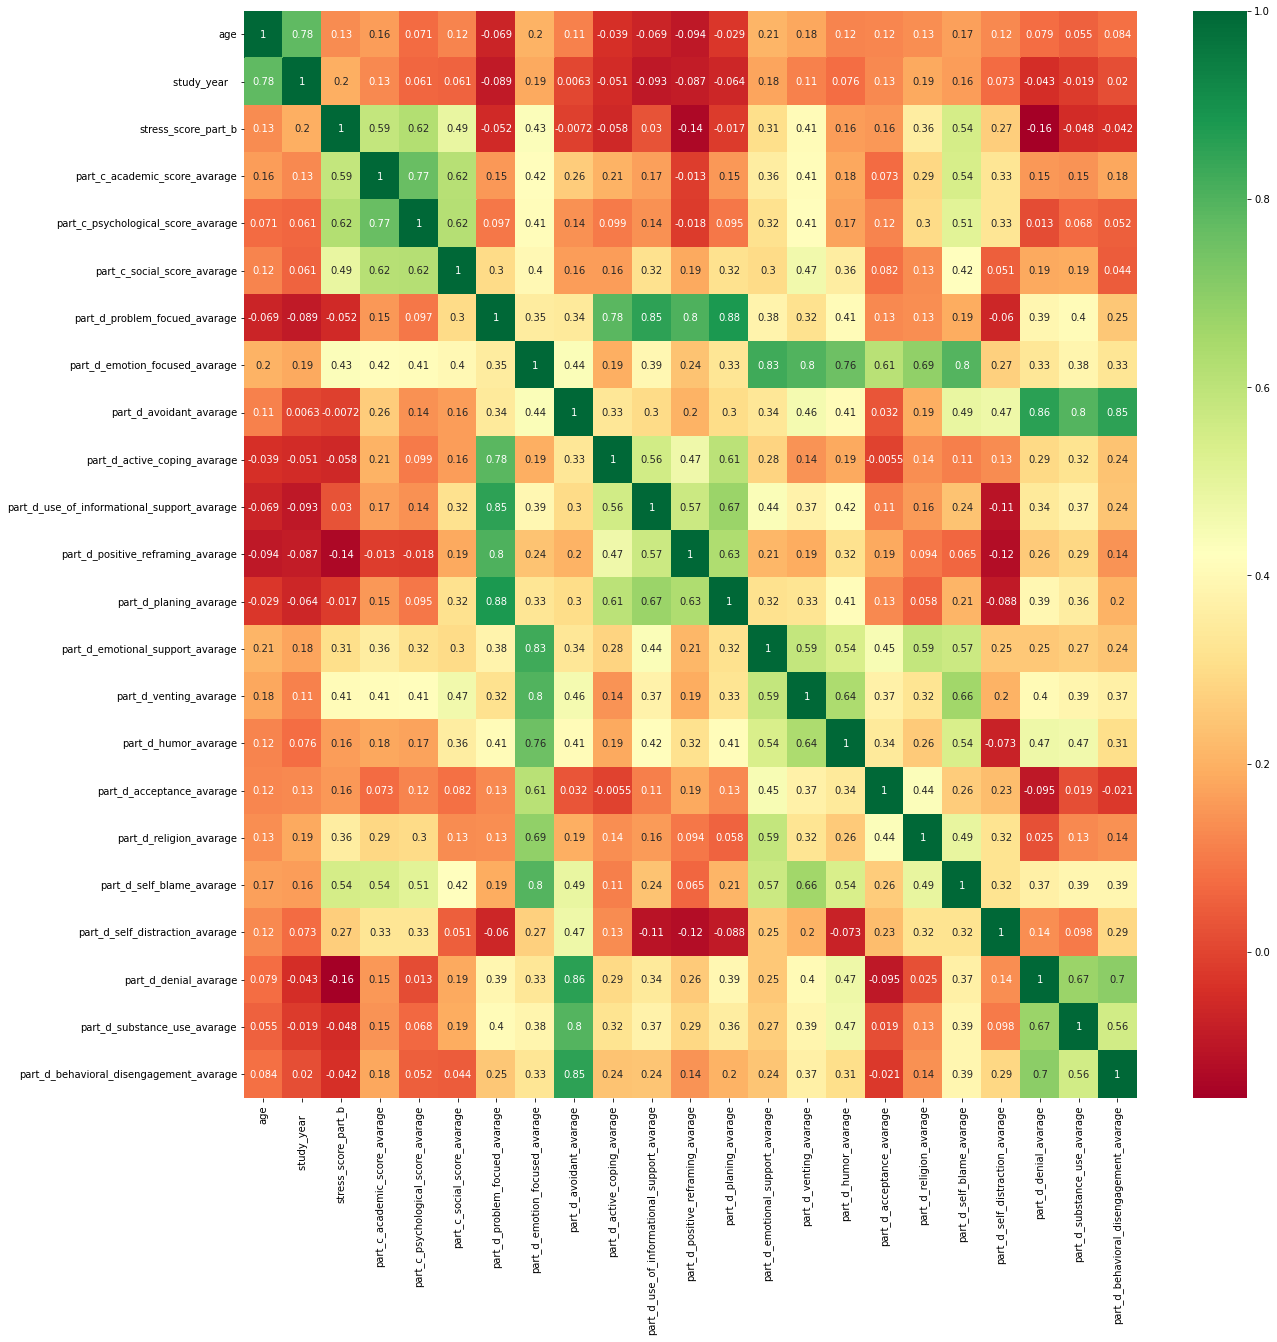 age 1 0.78 0.13 0.16 0.071 0.12 -0.069 0.2 0.11 -0.039 -0.069 -0.094 -0.029 0.21 0.18 0.12 0.12 0.13 0.17 0.12 0.079 0.055 0.084
study_year 0.78 1 0.2 0.13 0.061 0.061 -0.089 0.19 0.0063 -0.051 -0.093 -0.087 -0.064 0.18 0.11 0.076 0.13 0.19 0.16 0.073 -0.043 -0.019 0.02
stress_score_part_b 0.13 0.2 1 0.59 0.62 0.49 -0.052 0.43 -0.0072 -0.058 0.03 -0.14 -0.017 0.31 0.41 0.16 0.16 0.36 0.54 0.27 -0.16 -0.048 -0.042
part_c_academic_score_avarage 0.16 0.13 0.59 1 0.77 0.62 0.15 0.42 0.26 0.21 0.17 -0.013 0.15 0.36 0.41 0.18 0.073 0.29 0.54 0.33 0.15 0.15 0.18
part_c_psychological_score_avarage 0.071 0.061 0.62 0.77 1 0.62 0.097 0.41 0.14 0.099 0.14 -0.018 0.095 0.32 0.41 0.17 0.12 0.3 0.51 0.33 0.013 0.068 0.052
part_c_social_score_avarage 0.12 0.061 0.49 0.62 0.62 1 0.3 0.4 0.16 0.16 0.32 0.19 0.32 0.3 0.47 0.36 0.082 0.13 0.42 0.051 0.19 0.19 0.044
part_d_problem_focued_avarage -0.069 -0.089 -0.052 0.15 0.097 0.3 1 0.35 0.34 0.78 0.85 0.8 0.88 0.38 0.32 0.41 0.13 0.13 0.19 -0.06 0.39 0.4 0.25
part_d_emotion_focused_avarage 0.2 0.19 0.43 0.42 0.41 0.4 0.35 1 0.44 0.19 0.39 0.24 0.33 0.83 0.8 0.76 0.61 0.69 0.8 0.27 0.33 0.38 0.33
part_d_avoidant_avarage 0.11 0.0063 -0.0072 0.26 0.14 0.16 0.34 0.44 1 0.33 0.3 0.2 0.3 0.34 0.46 0.41 0.032 0.19 0.49 0.47 0.86 0.8 0.85
part_d_active_coping_avarage -0.039 -0.051 -0.058 0.21 0.099 0.16 0.78 0.19 0.33 1 0.56 0.47 0.61 0.28 0.14 0.19 -0.0055 0.14 0.11 0.13 0.29 0.32 0.24
part_d_use_of_informational_support_avarage -0.069 -0.093 0.03 0.17 0.14 0.32 0.85 0.39 0.3 0.56 1 0.57 0.67 0.44 0.37 0.42 0.11 0.16 0.24 -0.11 0.34 0.37 0.24
part_d_positive_reframing_avarage -0.094 -0.087 -0.14 -0.013 -0.018 0.19 0.8 0.24 0.2 0.47 0.57 1 0.63 0.21 0.19 0.32 0.19 0.094 0.065 -0.12 0.26 0.29 0.14
part_d_planing_avarage -0.029 -0.064 -0.017 0.15 0.095 0.32 0.88 0.33 0.3 0.61 0.67 0.63 1 0.32 0.33 0.41 0.13 0.058 0.21 -0.088 0.39 0.36 0.2
part_d_emotional_support_avarage 0.21 0.18 0.31 0.36 0.32 0.3 0.38 0.83 0.34 0.28 0.44 0.21 0.32 1 0.59 0.54 0.45 0.59 0.57 0.25 0.25 0.27 0.24
part_d_venting_avarage 0.18 0.11 0.41 0.41 0.41 0.47 0.32 0.8 0.46 0.14 0.37 0.19 0.33 0.59 1 0.64 0.37 0.32 0.66 0.2 0.4 0.39 0.37
part_d_humor_avarage 0.12 0.076 0.16 0.18 0.17 0.36 0.41 0.76 0.41 0.19 0.42 0.32 0.41 0.54 0.64 1 0.34 0.26 0.54 -0.073 0.47 0.47 0.31
part_d_acceptance_avarage 0.12 0.13 0.16 0.073 0.12 0.082 0.13 0.61 0.032 -0.0055 0.11 0.19 0.13 0.45 0.37 0.34 1 0.44 0.26 0.23 -0.095 0.019 -0.021
part_d_religion_avarage 0.13 0.19 0.36 0.29 0.3 0.13 0.13 0.69 0.19 0.14 0.16 0.094 0.058 0.59 0.32 0.26 0.44 1 0.49 0.32 0.025 0.13 0.14
part_d_self_blame_avarage 0.17 0.16 0.54 0.54 0.51 0.42 0.19 0.8 0.49 0.11 0.24 0.065 0.21 0.57 0.66 0.54 0.26 0.49 1 0.32 0.37 0.39 0.39
part_d_self_distraction_avarage 0.12 0.073 0.27 0.33 0.33 0.051 -0.06 0.27 0.47 0.13 -0.11 -0.12 -0.088 0.25 0.2 -0.073 0.23 0.32 0.32 1 0.14 0.098 0.29
part_d_denial_avarage 0.079 -0.043 -0.16 0.15 0.013 0.19 0.39 0.33 0.86 0.29 0.34 0.26 0.39 0.25 0.4 0.47 -0.095 0.025 0.37 0.14 1 0.67 0.7
part_d_substance_use_avarage 0.055 -0.019 -0.048 0.15 0.068 0.19 0.4 0.38 0.8 0.32 0.37 0.29 0.36 0.27 0.39 0.47 0.019 0.13 0.39 0.098 0.67 1 0.56
part_d_behavioral_disengagement_avarage 0.084 0.02 -0.042 0.18 0.052 0.044 0.25 0.33 0.85 0.24 0.24 0.14 0.2 0.24 0.37 0.31 -0.021 0.14 0.39 0.29 0.7 0.56 1
age
study_year
stress_score_part_b
part_c_academic_score_avarage
part_c_psychological_score_avarage
part_c_social_score_avarage
part_d_problem_focued_avarage
part_d_emotion_focused_avarage
part_d_avoidant_avarage
part_d_active_coping_avarage
part_d_use_of_informational_support_avarage
part_d_positive_reframing_avarage
part_d_planing_avarage
part_d_emotional_support_avarage
part_d_venting_avarage
part_d_humor_avarage
part_d_acceptance_avarage
part_d_religion_avarage
part_d_self_blame_avarage
part_d_self_distraction_avarage
part_d_denial_avarage
part_d_substance_use_avarage
part_d_behavioral_disengagement_avarage
1.0
0.8
0.6
0.4
0.2
0.0